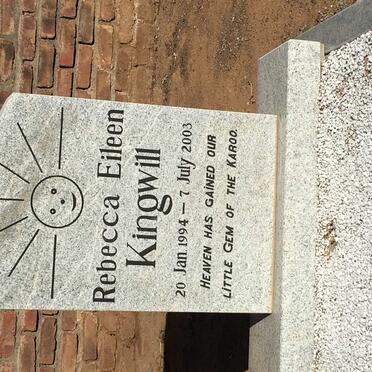 Rebecca Eileen
Kingwill
20 Jan 1994 – 7 July 2003
HEAVEN HAS GAINED OUR
LITTLE GEM OF THE KAROO.